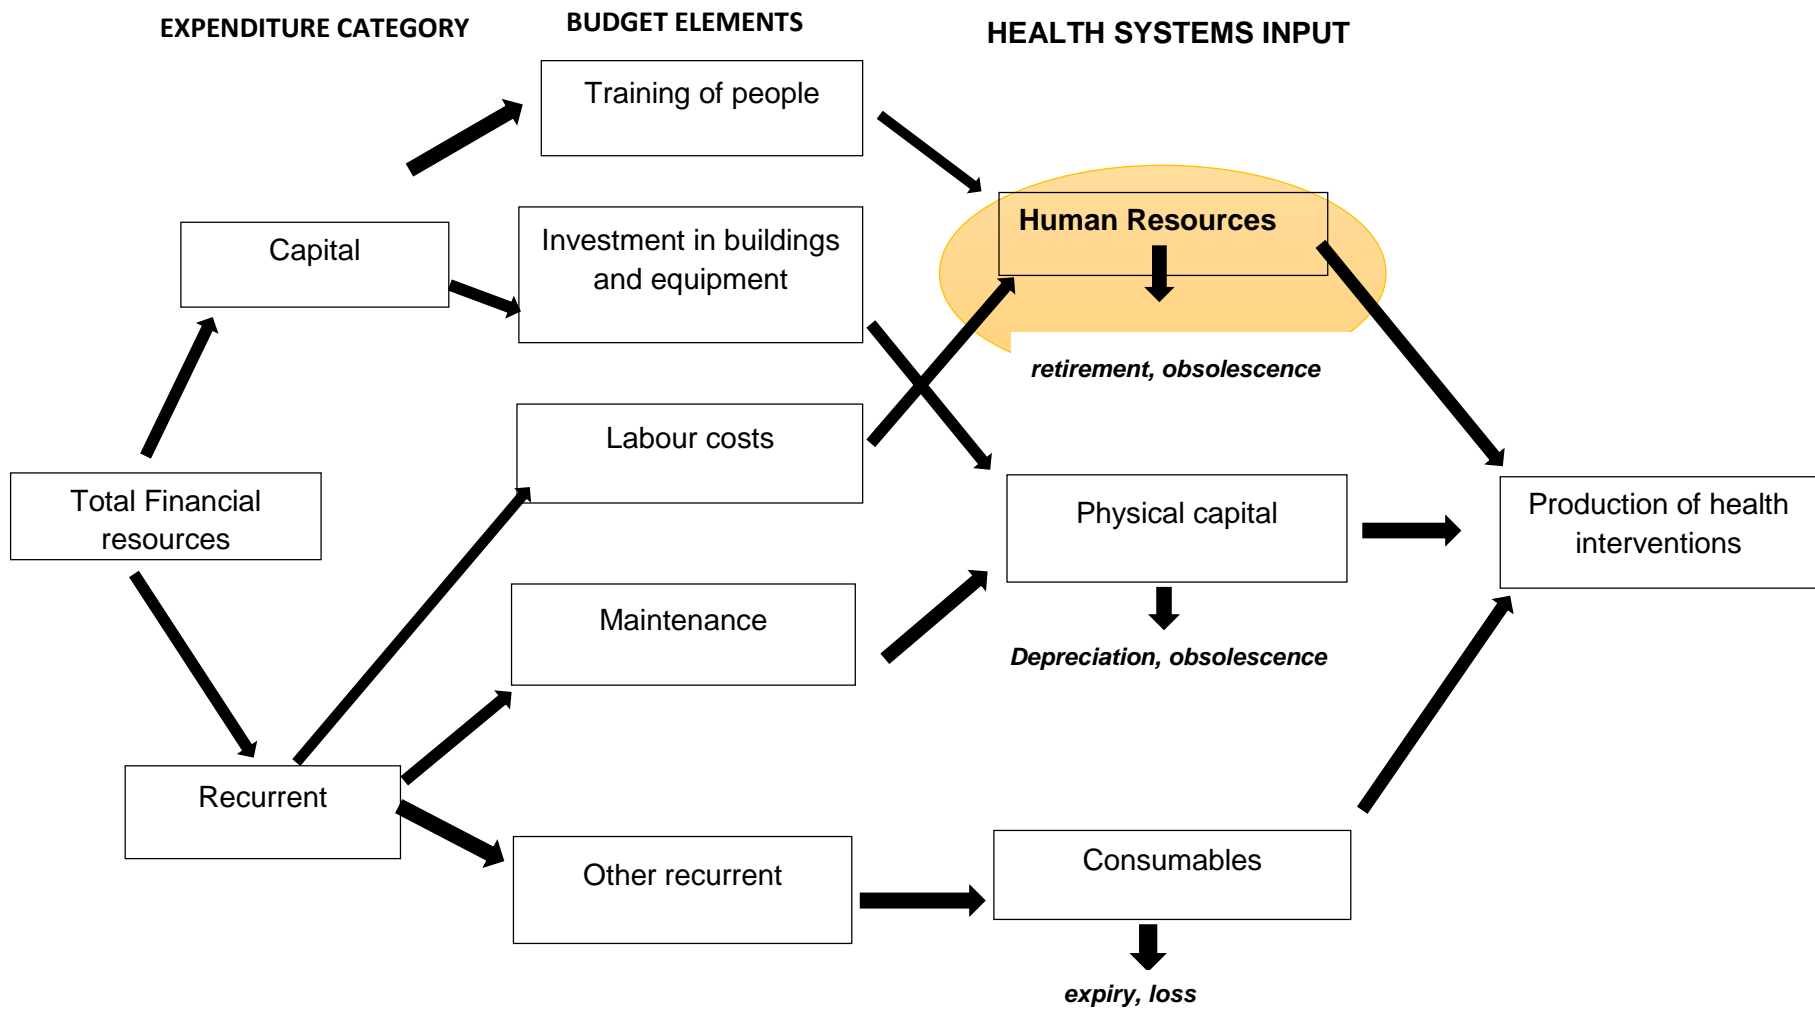 EXPENDITURE CATEGORY
BUDGET ELEMENTS
HEALTH SYSTEMS INPUT
Training of people
Human Resources
Capital
Investment in buildings
and equipment
retirement, obsolescence
Labour costs
Total Financial
resources
Physical capital
Production of health
interventions
Maintenance
Depreciation, obsolescence
Recurrent
Other recurrent
Consumables
expiry, loss